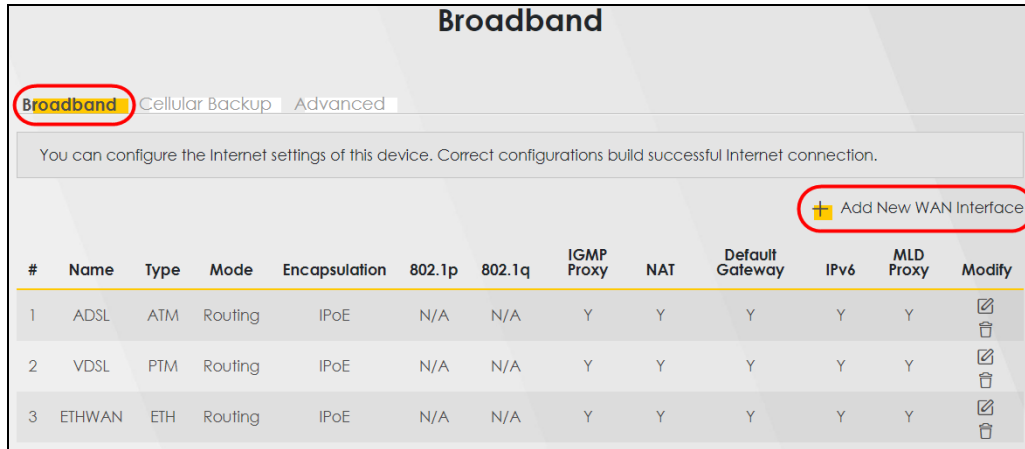 Broadband
Broadband Cellular Backup Advanced
You can configure the Internet settings of this device. Correct configurations build successful Internet connection.
+ Add New WAN Interface
# Name Type Mode Encapsulation 802.1p 802.1q IGMP Proxy NAT Default Gateway IPv6 MLD Proxy Modify
1 ADSL ATM Routing IPoE N/A N/A Y Y Y Y Y
2 VDSL PTM Routing IPoE N/A N/A Y Y Y Y Y
3 ETHWAN ETH Routing IPoE N/A N/A Y Y Y Y Y